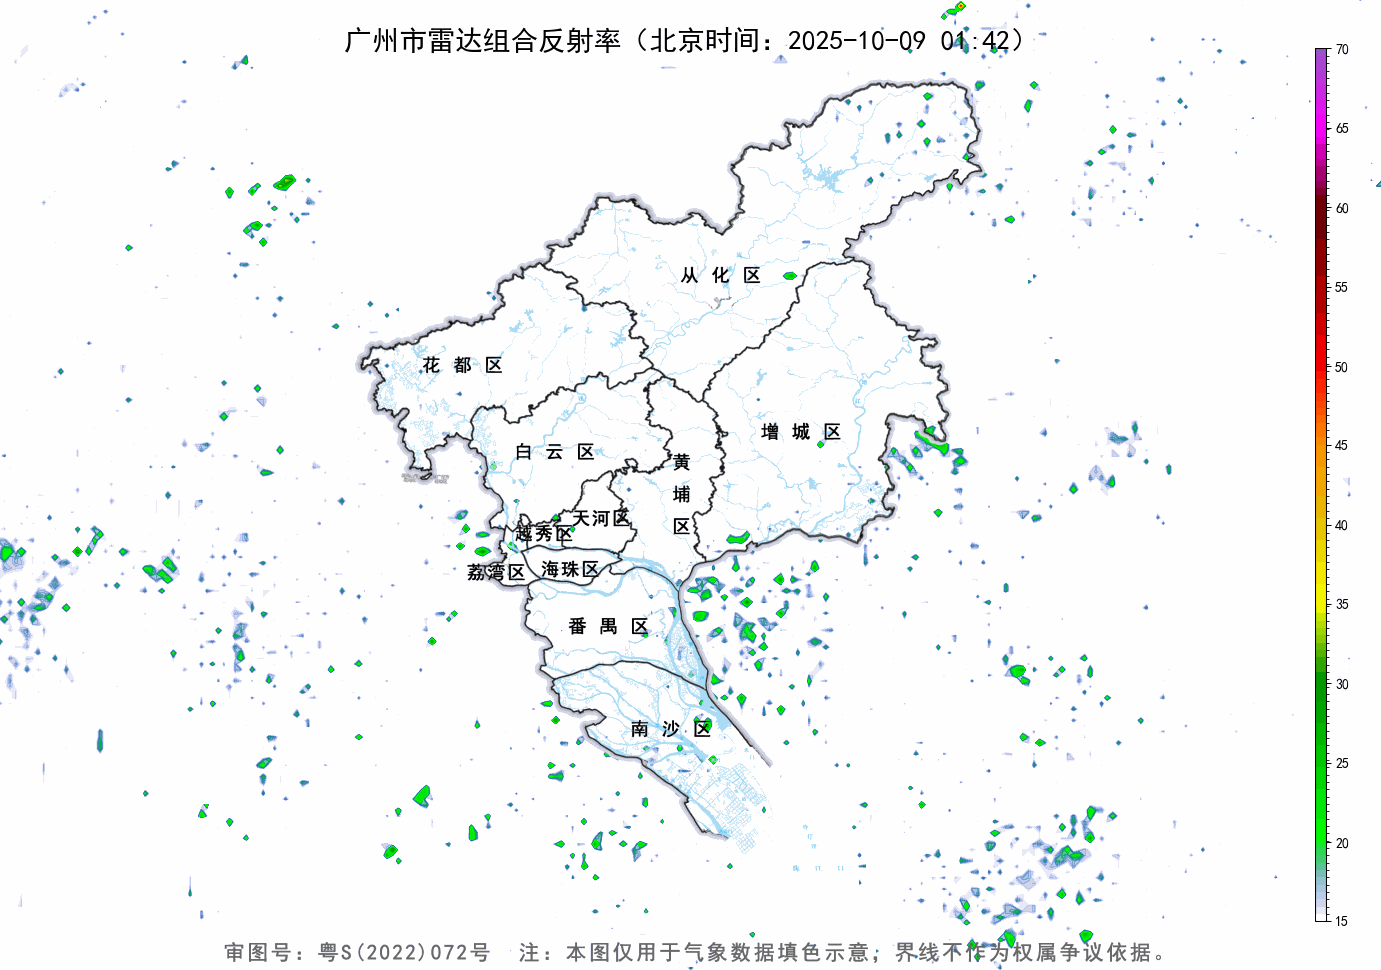 广州市雷达组合反射率（北京时间：2025-10-09 01:42）
70
65
60
55
50
45
40
35
30
25
20
15
从化区
花都区
增城区
白云区
黄埔区
天河区
越秀区
荔湾区
海珠区
番禺区
南沙区
审图号：粤S(2022)072号　注：本图仅用于气象数据填色示意，界线不作为权属争议依据。